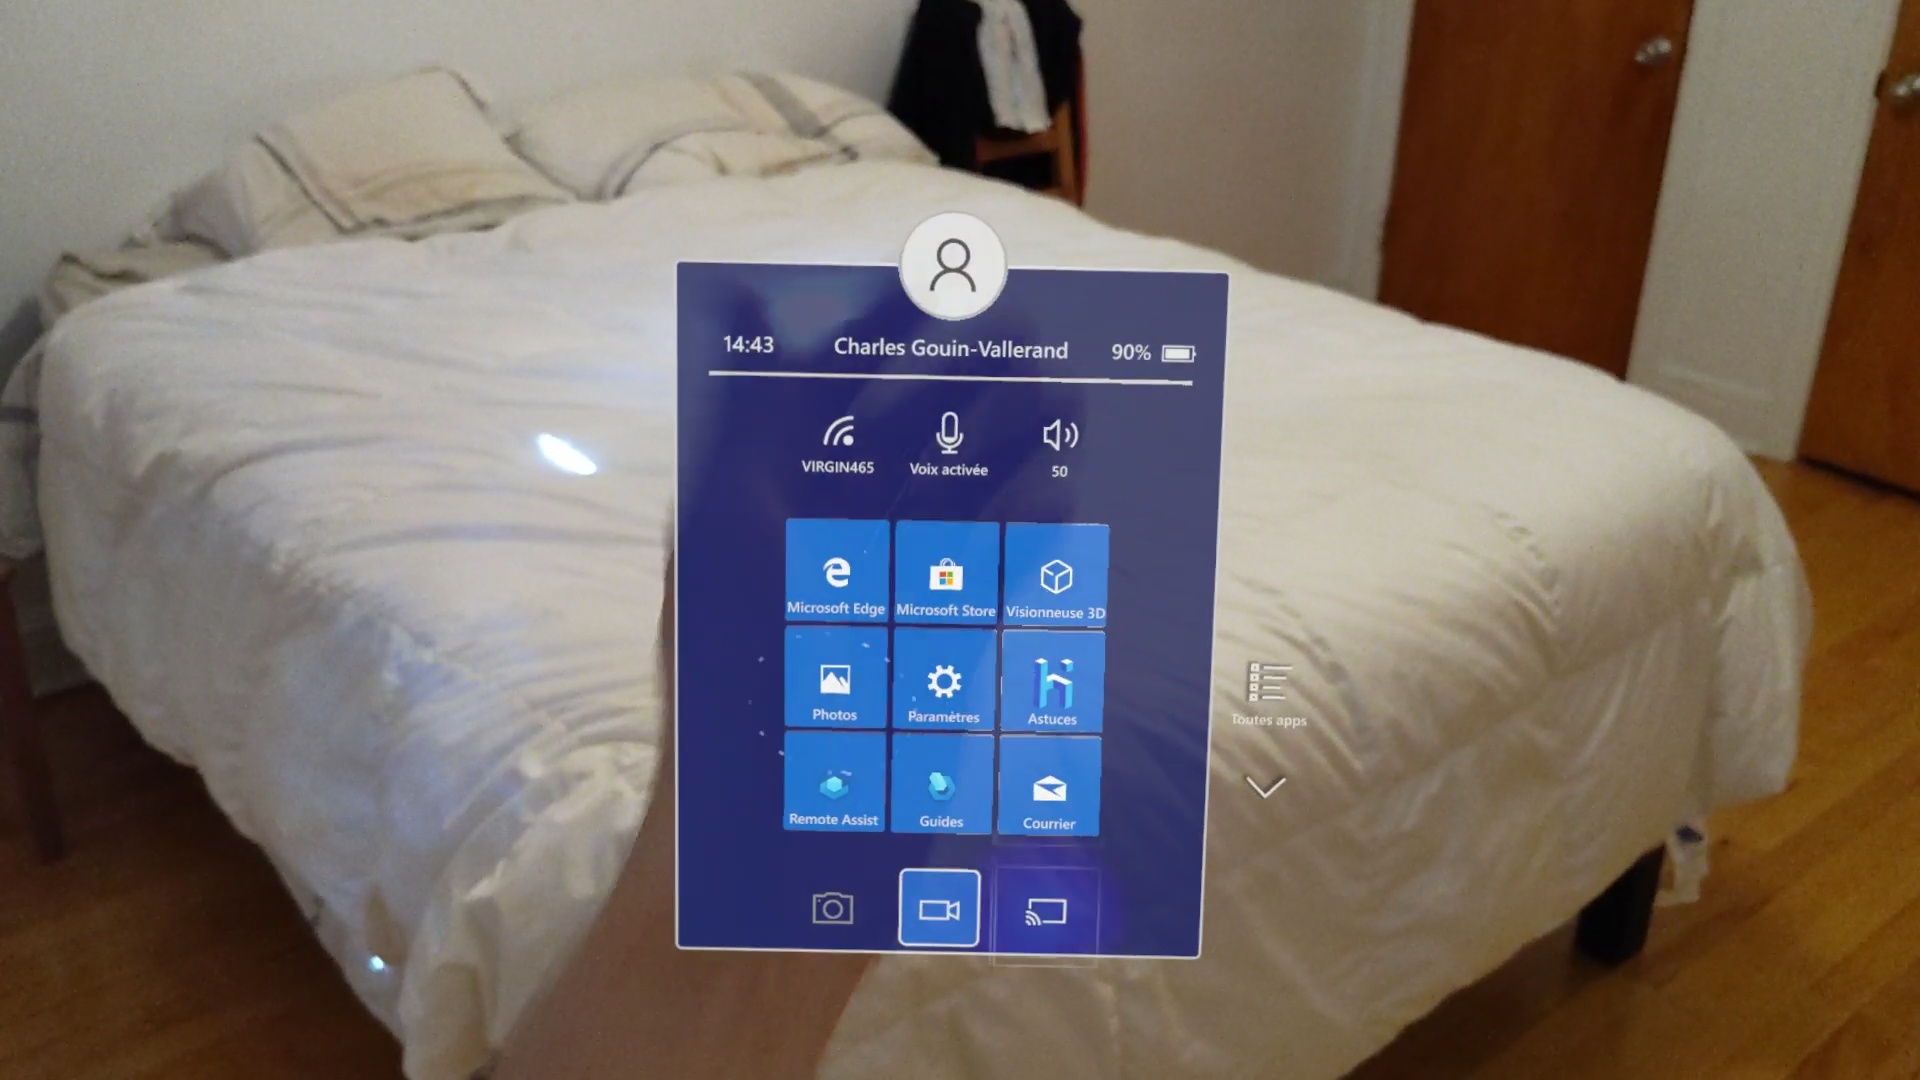 14:43 Charles Gouin-Vallerand 90%
VIRGIN465 Voix activée 50
Microsoft Edge Microsoft Store Visionneuse 3D
Photos Paramètres Astuces
Toutes apps
Remote Assist Guides Courrier